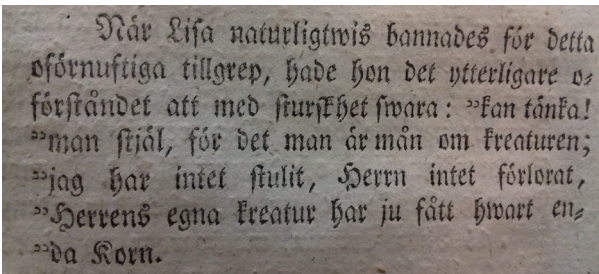 När Lisa naturligtwis bannades för detta
oförnuftiga tillgrep, hade hon det ytterligare o⸗
förståndet att med sturskhet swara: ”kan tänka!
”man stjäl, för det man är mån om kreaturen;
”jag har intet stulit, Herrn intet förlorat,
”Herrens egna kreatur har ju fått hwart en⸗
”da Korn.